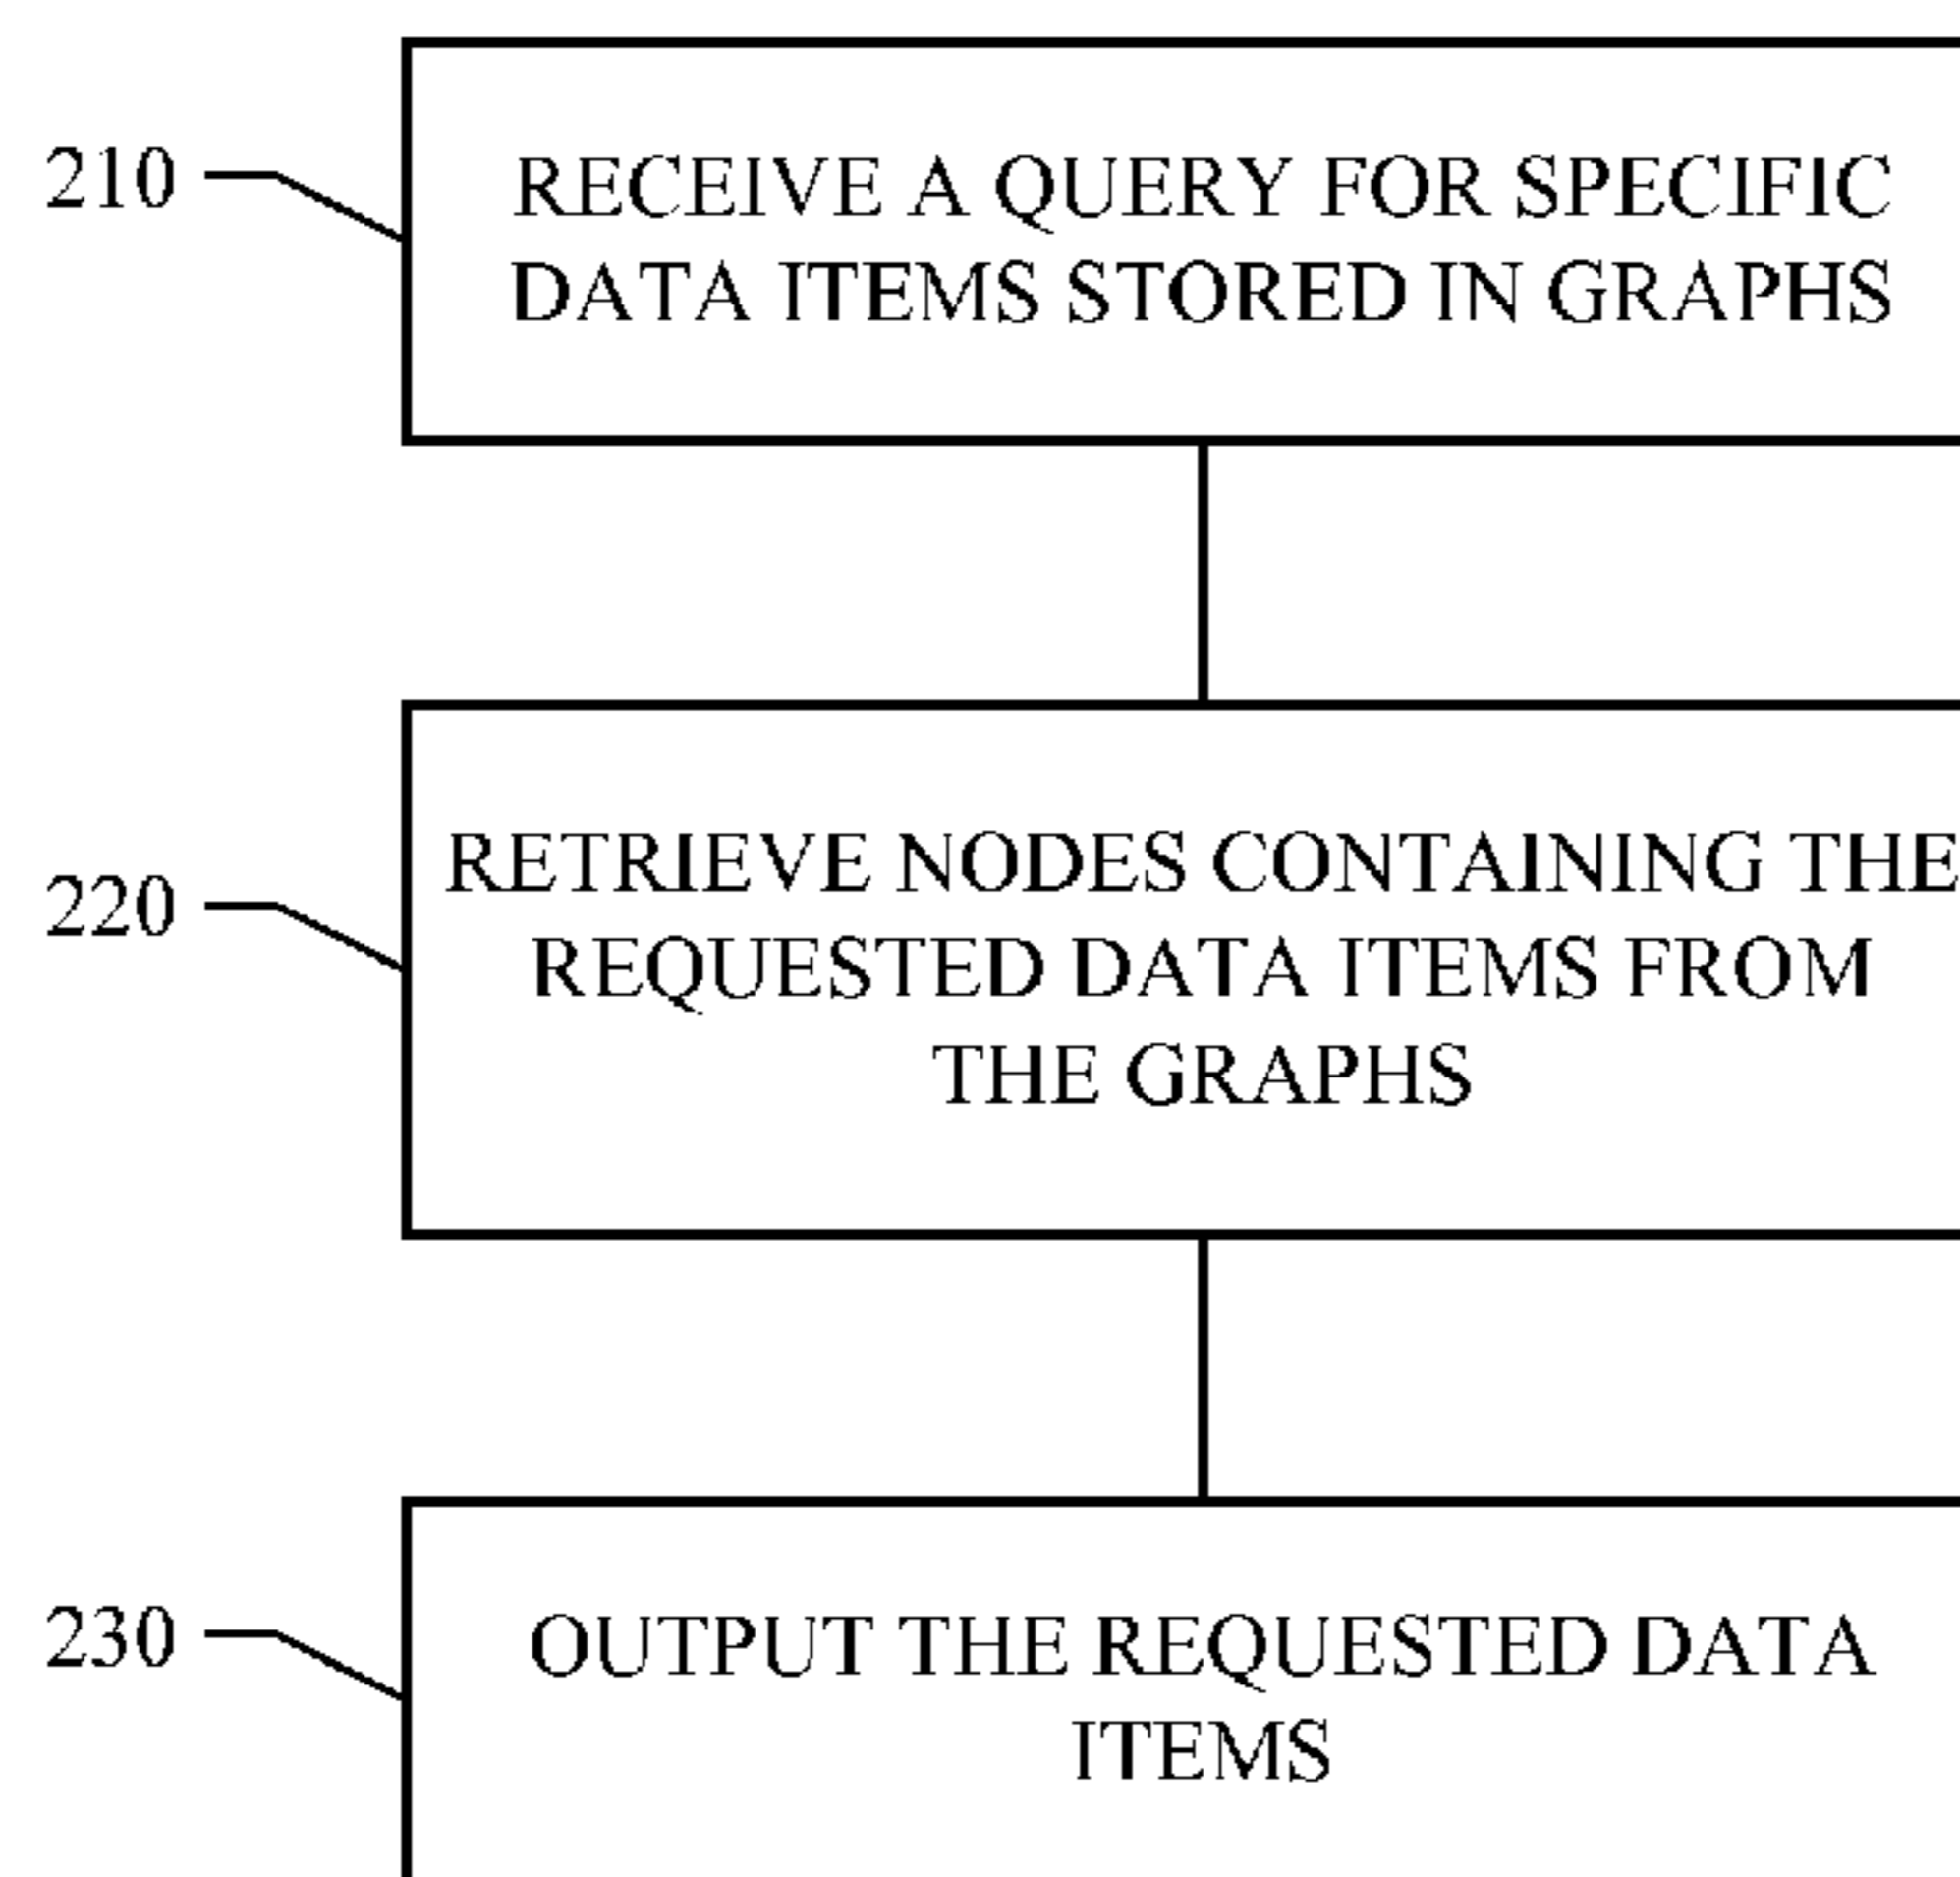 210
RECEIVE A QUERY FOR SPECIFIC
DATA ITEMS STORED IN GRAPHS
220
RETRIEVE NODES CONTAINING THE
REQUESTED DATA ITEMS FROM
THE GRAPHS
230
OUTPUT THE REQUESTED DATA
ITEMS